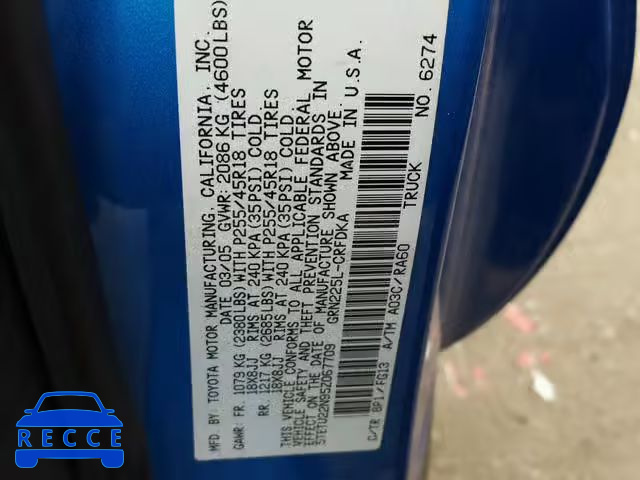 MFD BY: TOYOTA MOTOR MANUFACTURING, CALIFORNIA, INC.
DATE 03/05 GVWR: 2086 KG (4600 LBS)
GAWR: FR. 1079 KG (2380 LBS) WITH P255/45R18 TIRES
18X8JJ RIMS AT 240 KPA (35PSI) COLD.
RR. 1217 KG (2685 LBS) WITH P255/45R18 TIRES
18X8JJ RIMS AT 240 KPA (35PSI) COLD.
THIS VEHICLE CONFORMS TO ALL APPLICABLE FEDERAL MOTOR
VEHICLE SAFETY AND THEFT PREVENTION STANDARDS IN
EFFECT ON THE DATE OF MANUFACTURE SHOWN ABOVE.
5TETU22N95Z067709 GRN225L-CRFDKA MADE IN U.S.A.
TRUCK
C/TR 8P1/FG13 A/TM A03C/RA60 NO. 6274
RECCE